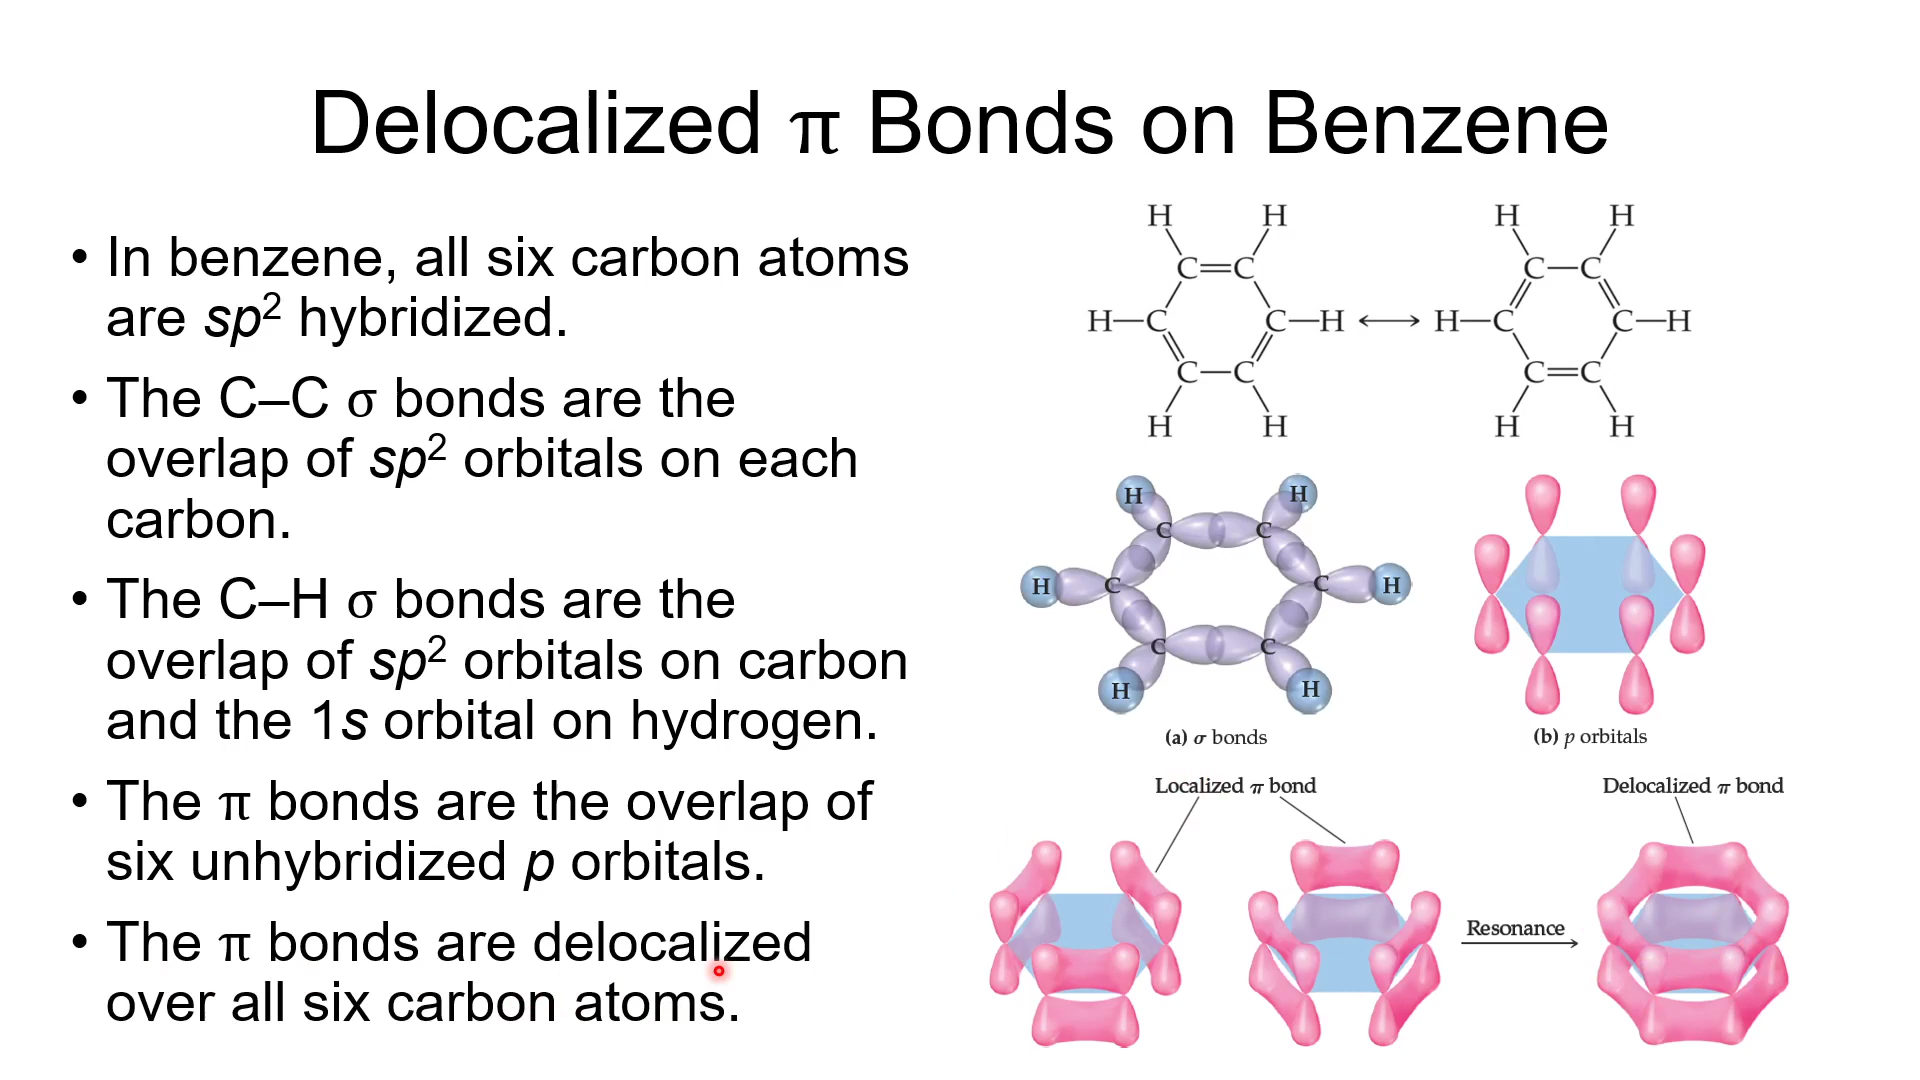 Delocalized π Bonds on Benzene
• In benzene, all six carbon atoms
are sp² hybridized.
• The C–C σ bonds are the
overlap of sp² orbitals on each
carbon.
• The C–H σ bonds are the
overlap of sp² orbitals on carbon
and the 1s orbital on hydrogen.
• The π bonds are the overlap of
six unhybridized p orbitals.
• The π bonds are delocalized
over all six carbon atoms.
H H H H
C=C C–C
H–C C–H ⟷ H–C C–H
C–C C=C
H H H H
H H
C C
H C C H
C C
H H
(a) σ bonds
(b) p orbitals
Localized π bond
Delocalized π bond
Resonance